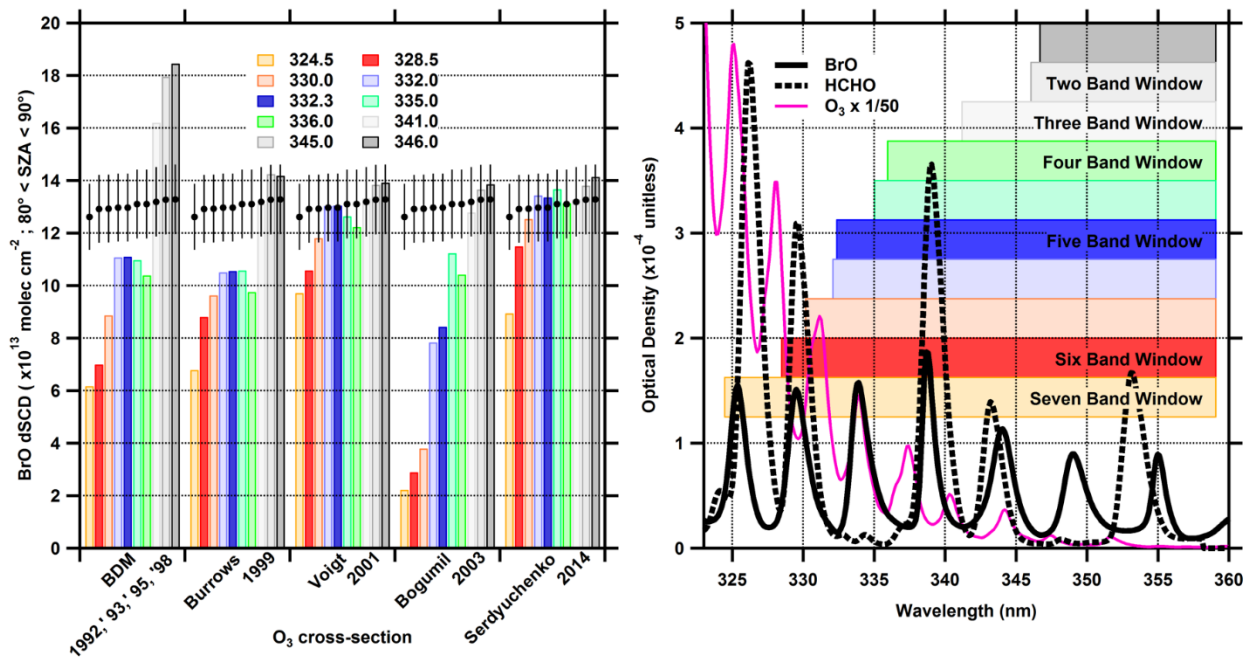 BrO dSCD ( x10¹³ molec cm⁻² ; 80° < SZA < 90°)
20
18
16
14
12
10
8
6
4
2
0
324.5 328.5
330.0 332.0
332.3 335.0
336.0 341.0
345.0 346.0
BDM
1992,' 93,' '95, '98
Burrows
1999
Voigt
2001
Bogumil
2003
Serdyuchenko
2014
O₃ cross-section
Optical Density (x10⁻⁴ unitless)
5
4
3
2
1
0
BrO
HCHO
O₃ x 1/50
Two Band Window
Three Band Window
Four Band Window
Five Band Window
Six Band Window
Seven Band Window
325 330 335 340 345 350 355 360
Wavelength (nm)